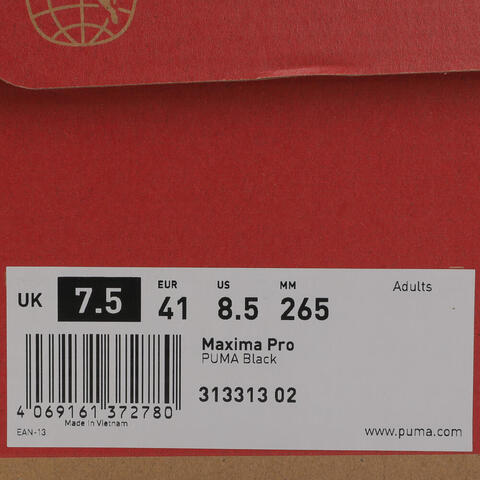 Adults
EUR US MM
UK 7.5 41 8.5 265
Maxima Pro
PUMA Black
313313 02
4 069161 372780
Made in Vietnam
EAN-13
www.puma.com